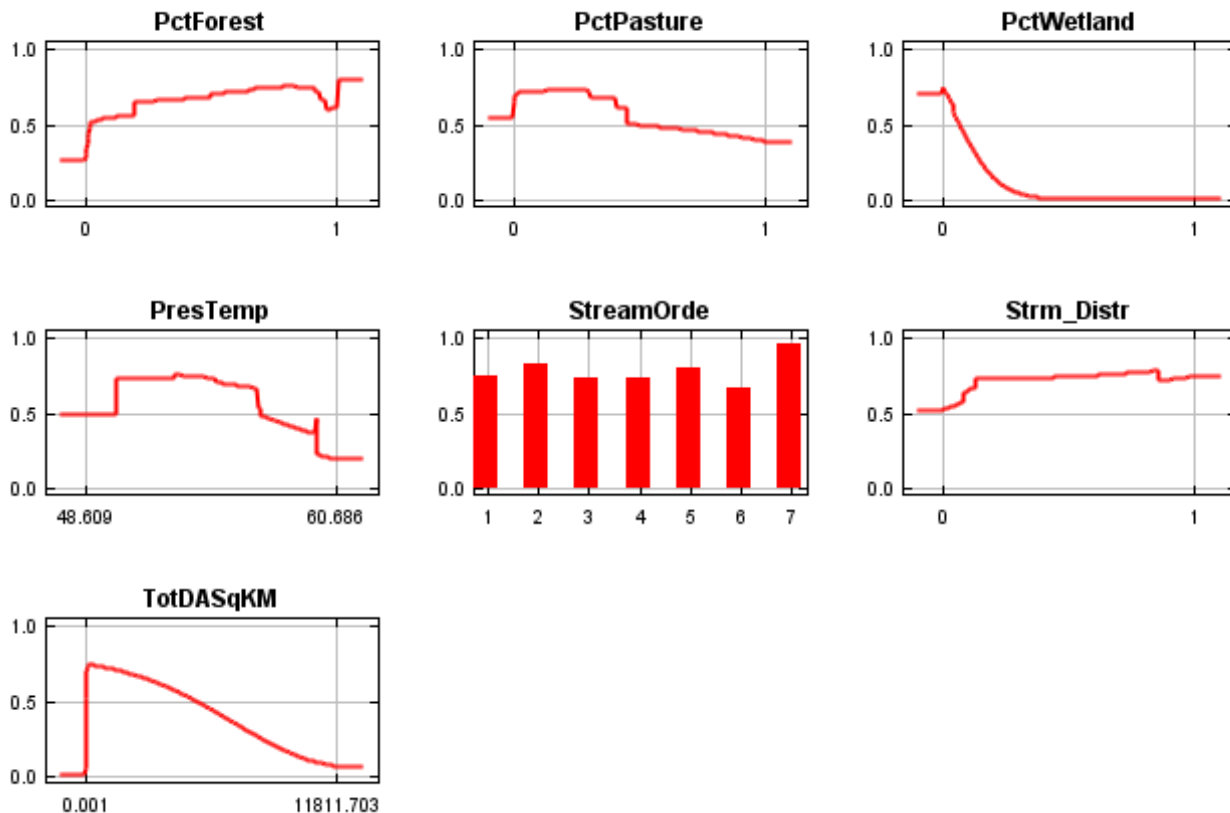 PctForest PctPasture PctWetland
1.0 1.0 1.0
0.5 0.5 0.5
0.0 0.0 0.0
0 1 0 1 0 1
PresTemp StreamOrde Strm_Distr
1.0 1.0 1.0
0.5 0.5 0.5
0.0 0.0 0.0
48.609 60.686 1 2 3 4 5 6 7 0 1
TotDASqKM
1.0
0.5
0.0
0.001 11811.703